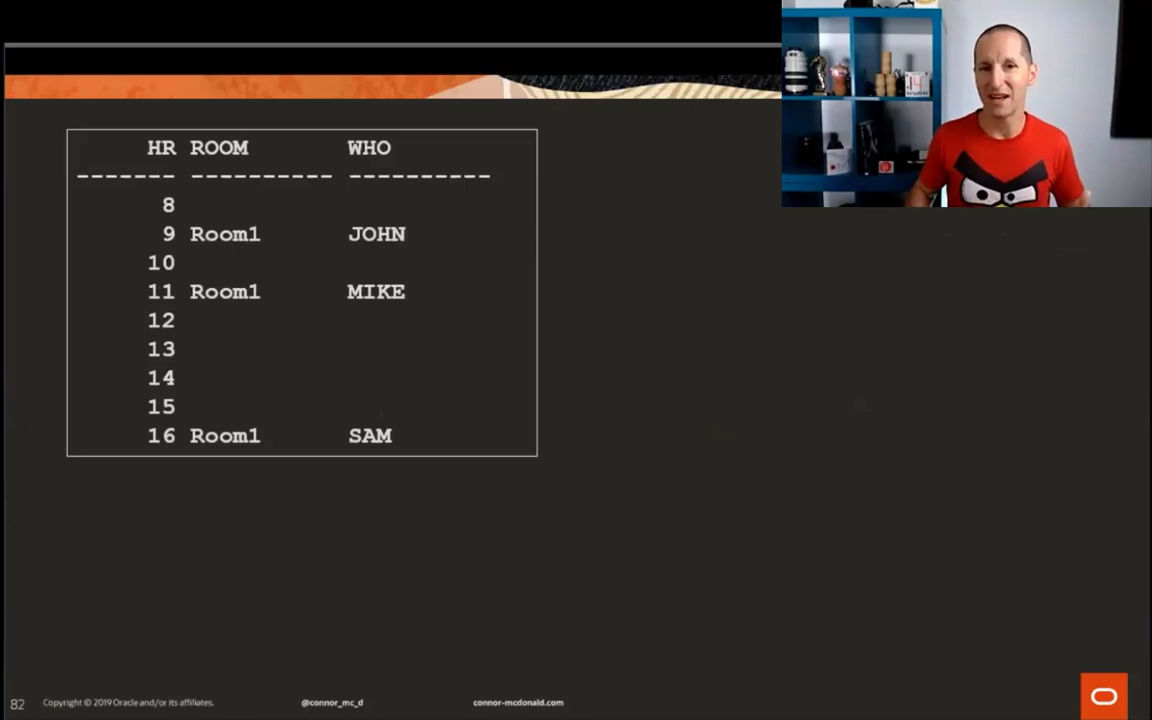 HR ROOM WHO
------- ---------- ----------
8
9 Room1 JOHN
10
11 Room1 MIKE
12
13
14
15
16 Room1 SAM
82 Copyright © 2019 Oracle and/or its affiliates. @connor_mc_d connor-mcdonald.com